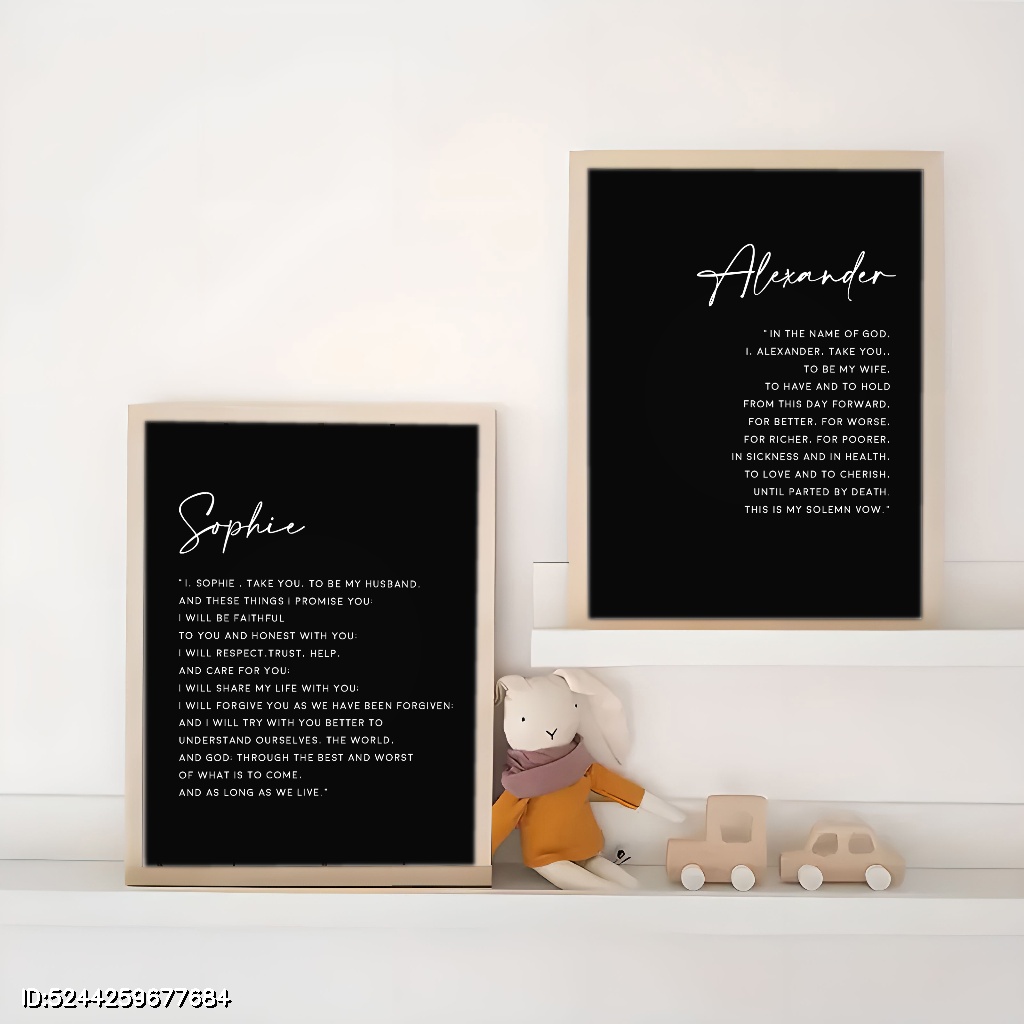 Sophie
"I, SOPHIE , TAKE YOU, TO BE MY HUSBAND,
AND THESE THINGS I PROMISE YOU:
I WILL BE FAITHFUL
TO YOU AND HONEST WITH YOU;
I WILL RESPECT,TRUST, HELP,
AND CARE FOR YOU;
I WILL SHARE MY LIFE WITH YOU;
I WILL FORGIVE YOU AS WE HAVE BEEN FORGIVEN;
AND I WILL TRY WITH YOU BETTER TO
UNDERSTAND OURSELVES, THE WORLD,
AND GOD; THROUGH THE BEST AND WORST
OF WHAT IS TO COME,
AND AS LONG AS WE LIVE."
Alexander
"IN THE NAME OF GOD,
I, ALEXANDER, TAKE YOU,,
TO BE MY WIFE,
TO HAVE AND TO HOLD
FROM THIS DAY FORWARD,
FOR BETTER, FOR WORSE,
FOR RICHER, FOR POORER,
IN SICKNESS AND IN HEALTH,
TO LOVE AND TO CHERISH,
UNTIL PARTED BY DEATH.
THIS IS MY SOLEMN VOW."
ID:5244259677684